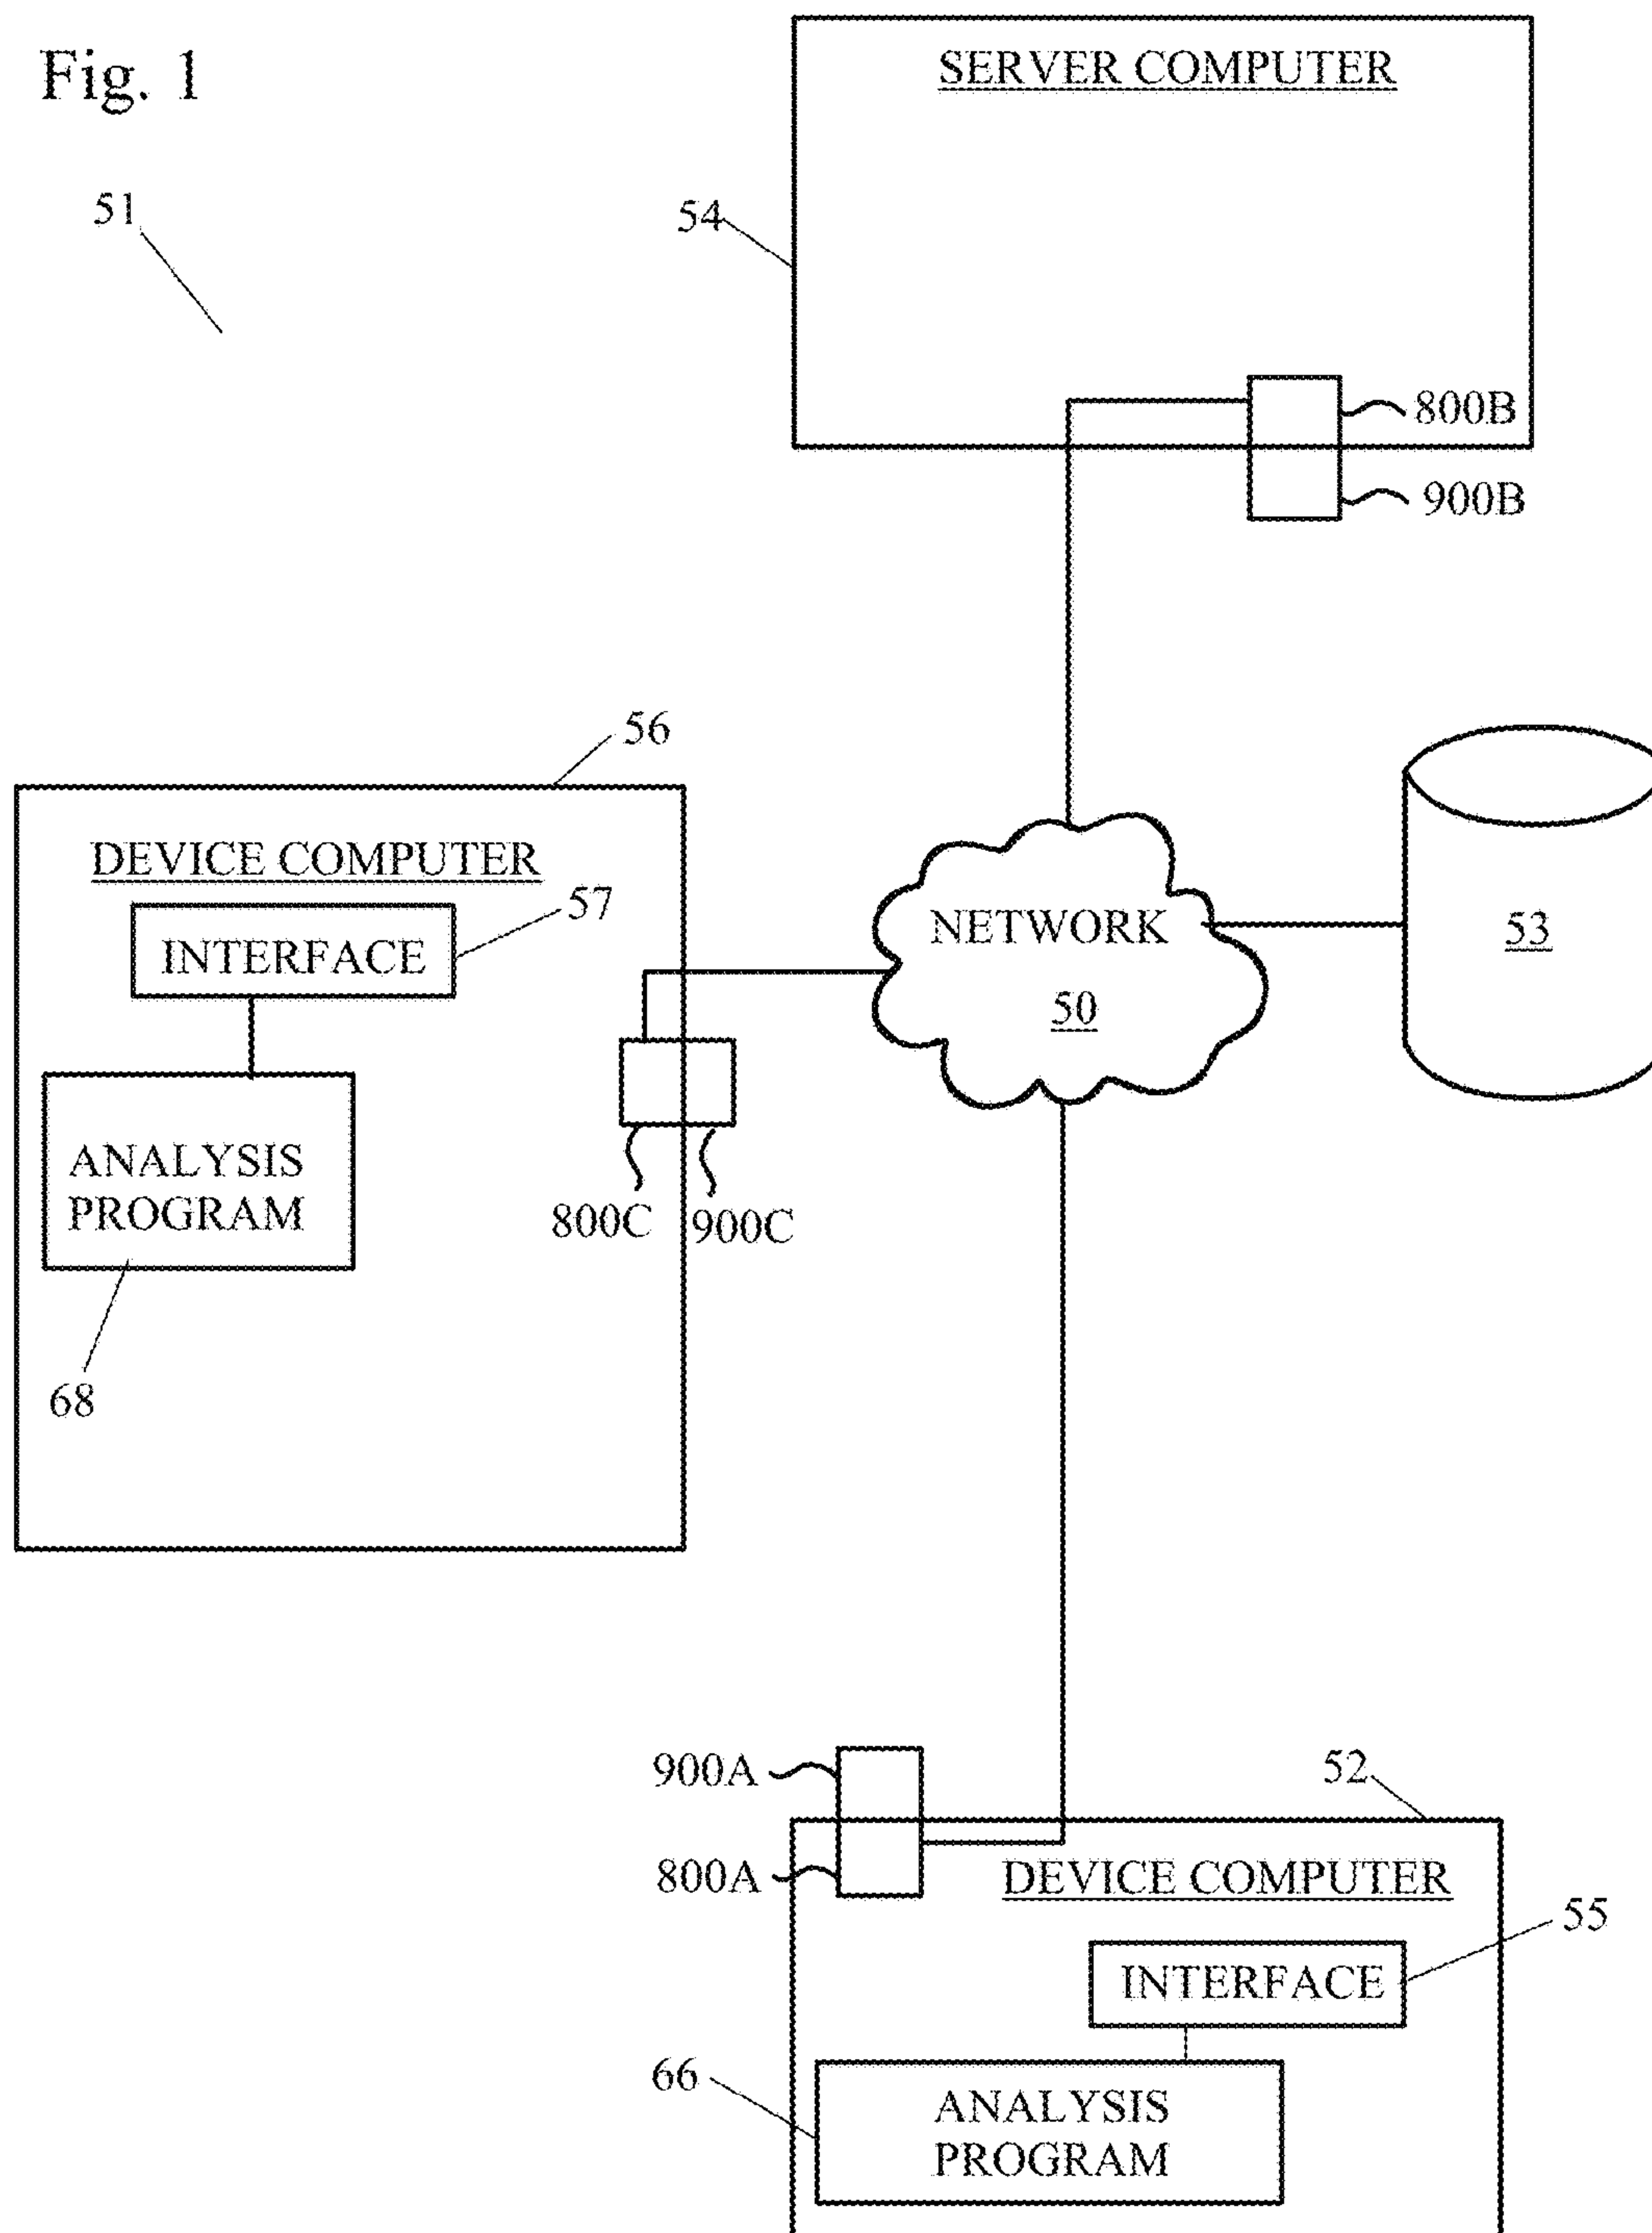 Fig. 1
SERVER COMPUTER
51
54
800B
900B
56
DEVICE COMPUTER
57
INTERFACE
NETWORK
53
50
ANALYSIS
PROGRAM
800C
900C
68
900A
52
800A
DEVICE COMPUTER
55
INTERFACE
66
ANALYSIS
PROGRAM